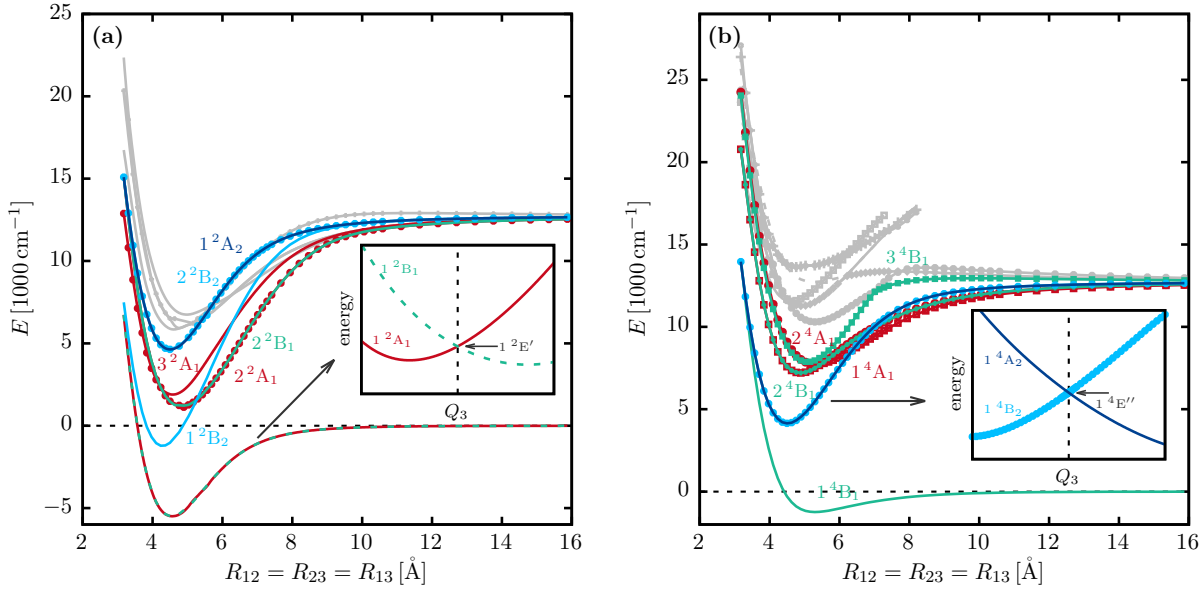 (a)
E [1000 cm⁻¹]
25
20
15
10
5
0
−5
1 ²A₂
2 ²B₂
3 ²A₁
2 ²A₁
2 ²B₁
1 ²B₂
energy
1 ²B₁
1 ²A₁
1 ²E′
Q₃
2 4 6 8 10 12 14 16
R₁₂ = R₂₃ = R₁₃ [Å]
(b)
E [1000 cm⁻¹]
25
20
15
10
5
0
3 ⁴B₁
2 ⁴A₁
1 ⁴A₁
2 ⁴B₁
1 ⁴B₁
energy
1 ⁴A₂
1 ⁴B₂
1 ⁴E′′
Q₃
2 4 6 8 10 12 14 16
R₁₂ = R₂₃ = R₁₃ [Å]